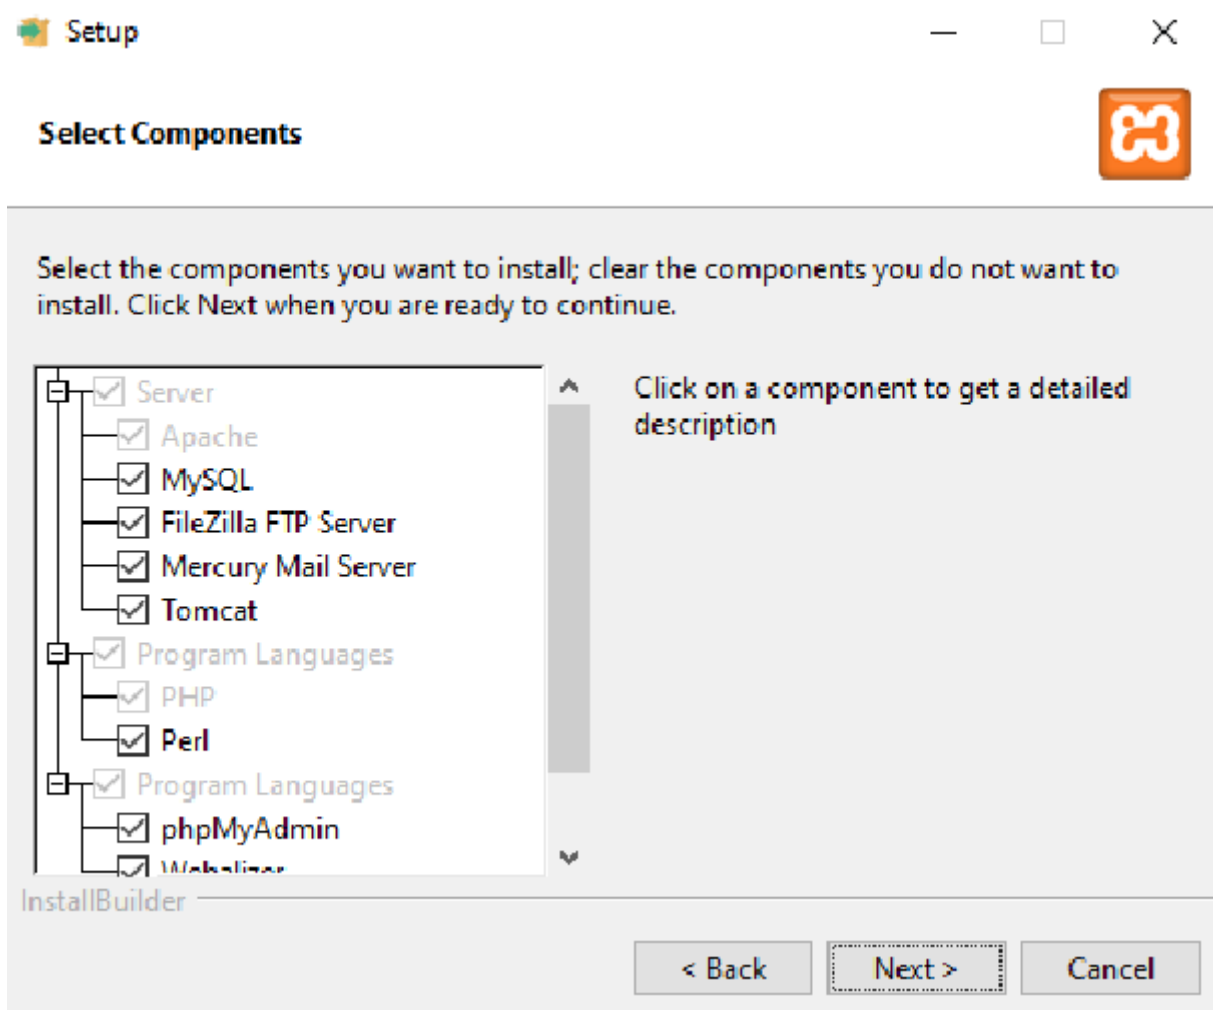 Setup
Select Components
Select the components you want to install; clear the components you do not want to
install. Click Next when you are ready to continue.
Server
Apache
MySQL
FileZilla FTP Server
Mercury Mail Server
Tomcat
Program Languages
PHP
Perl
Program Languages
phpMyAdmin
Webalizer
Click on a component to get a detailed
description
InstallBuilder
< Back
Next >
Cancel